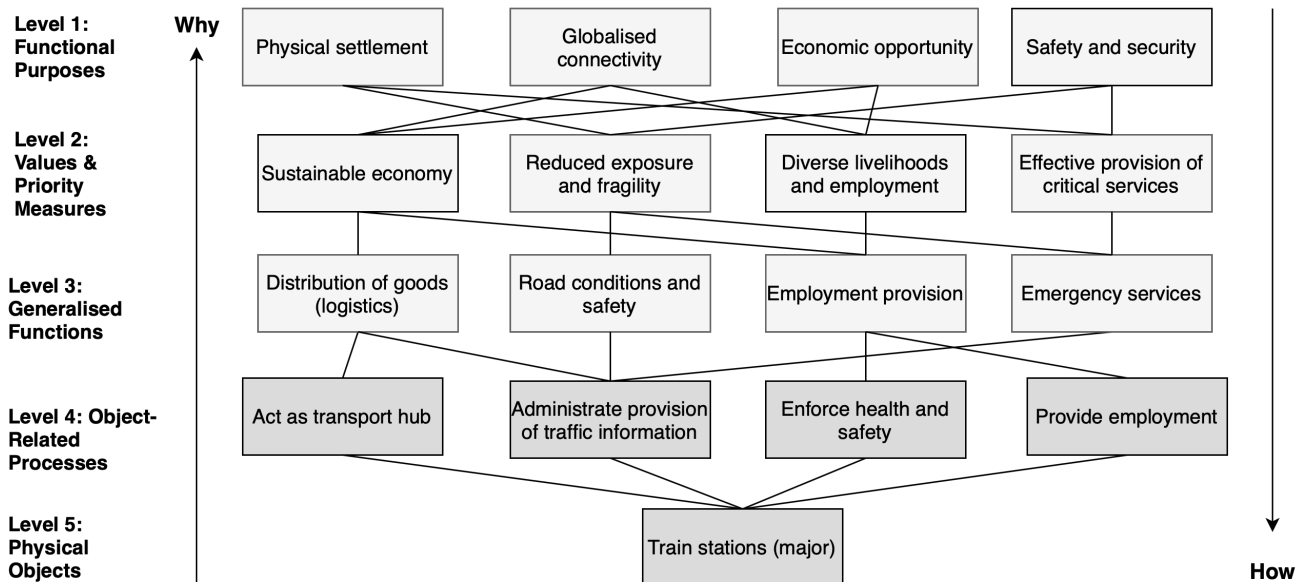 Level 1:
Functional
Purposes
Why
Physical settlement
Globalised
connectivity
Economic opportunity
Safety and security
Level 2:
Values &
Priority
Measures
Sustainable economy
Reduced exposure
and fragility
Diverse livelihoods
and employment
Effective provision of
critical services
Level 3:
Generalised
Functions
Distribution of goods
(logistics)
Road conditions and
safety
Employment provision
Emergency services
Level 4: Object-
Related
Processes
Act as transport hub
Administrate provision
of traffic information
Enforce health and
safety
Provide employment
Level 5:
Physical
Objects
Train stations (major)
How